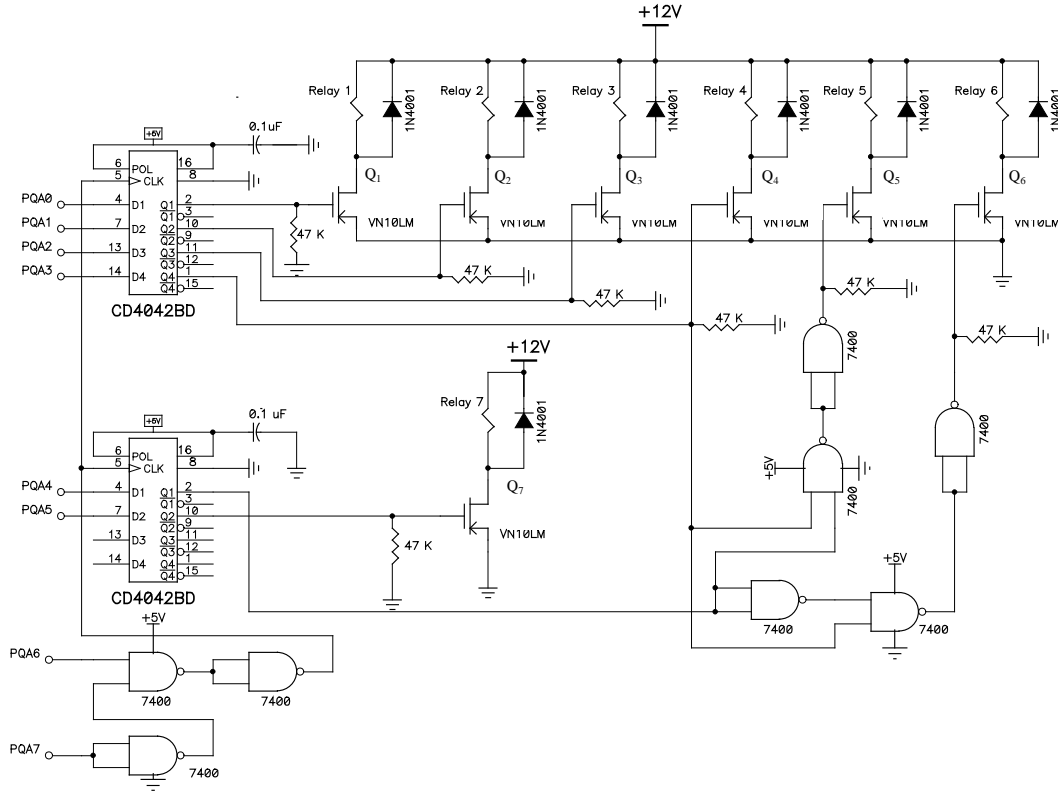 +12V
Relay 1
1N4001
Relay 2
1N4001
Relay 3
1N4001
Relay 4
1N4001
Relay 5
1N4001
Relay 6
1N4001
+6V
0.1uF
6 POL 16
5 CLK 8
PQA0 4 D1 Q1 2
Q1 3
PQA1 7 D2 Q2 10
Q2 9
PQA2 13 D3 Q3 11
Q3 12
PQA3 14 D4 Q4 1
Q4 15
CD4042BD
Q1
VN10LM
Q2
VN10LM
Q3
VN10LM
Q4
VN10LM
Q5
VN10LM
Q6
VN10LM
47 K
47 K
47 K
47 K
47 K
47 K
7400
7400
+12V
Relay 7
1N4001
Q7
VN10LM
47 K
+6V
0.1 uF
6 POL 16
5 CLK 8
PQA4 4 D1 Q1 2
Q1 3
PQA5 7 D2 Q2 10
Q2 9
13 D3 Q3 11
Q3 12
14 D4 Q4 1
Q4 15
CD4042BD
+5V
7400
+5V
7400
7400
+5V
PQA6
7400
7400
PQA7
7400